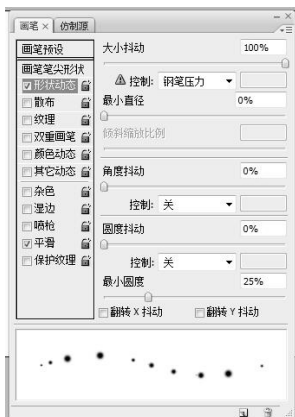 画笔 × 仿制源
画笔预设
画笔笔尖形状
形状动态
散布
纹理
双重画笔
颜色动态
其它动态
杂色
湿边
喷枪
平滑
保护纹理
大小抖动 100%
控制: 钢笔压力
最小直径 0%
倾斜缩放比例
角度抖动 0%
控制: 关
圆度抖动 0%
控制: 关
最小圆度 25%
翻转 X 抖动 翻转 Y 抖动